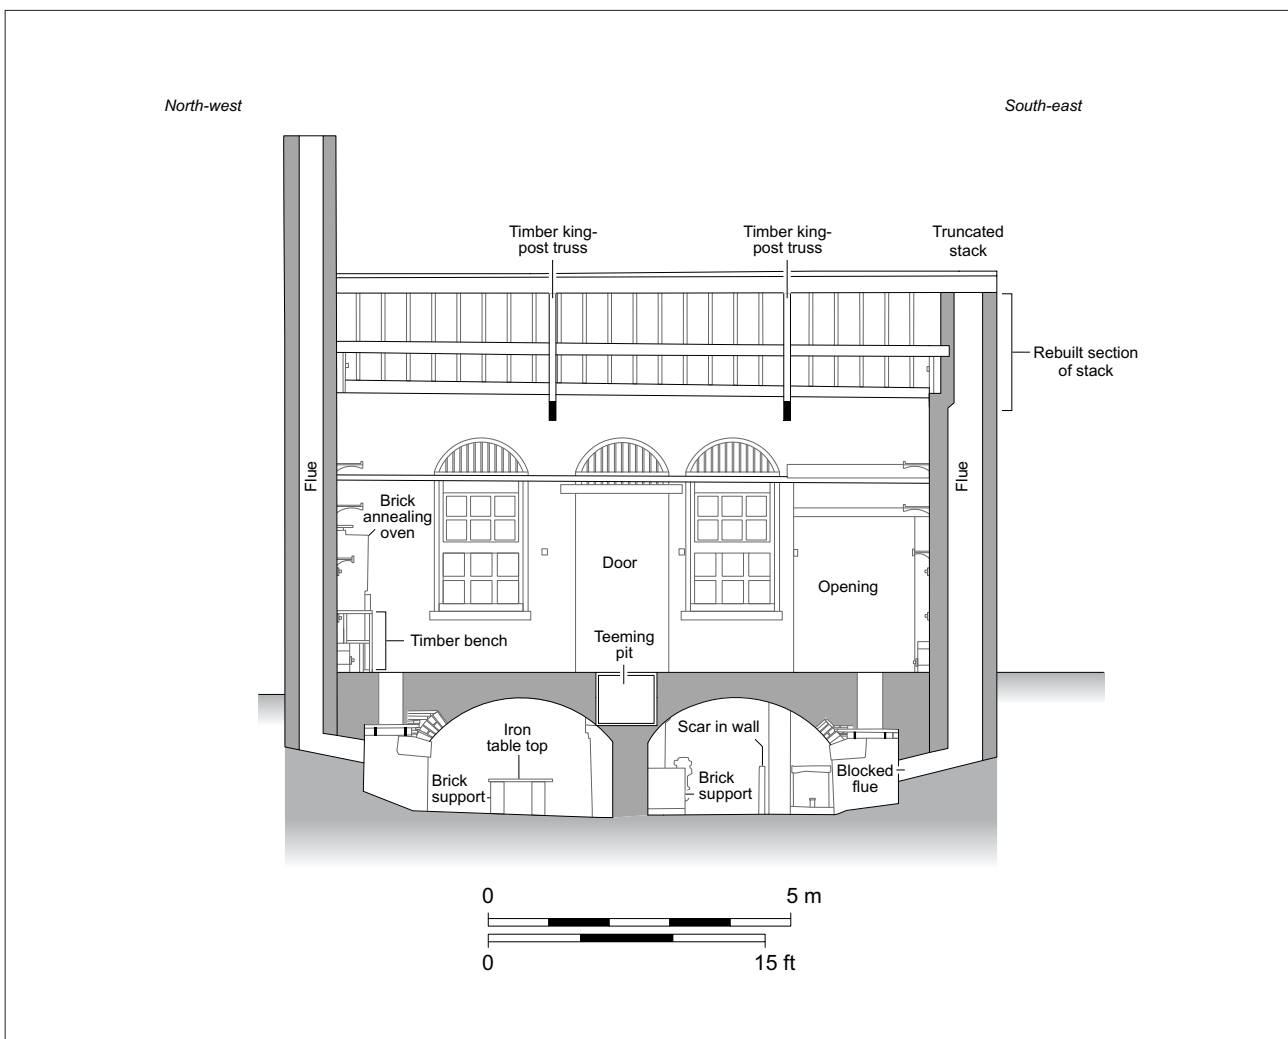 North-west
South-east
Timber king-
post truss
Timber king-
post truss
Truncated
stack
Rebuilt section
of stack
Flue
Flue
Brick
annealing
oven
Door
Opening
Timber bench
Teeming
pit
Iron
table top
Scar in wall
Brick
support
Brick
support
Blocked
flue
0
5 m
0
15 ft